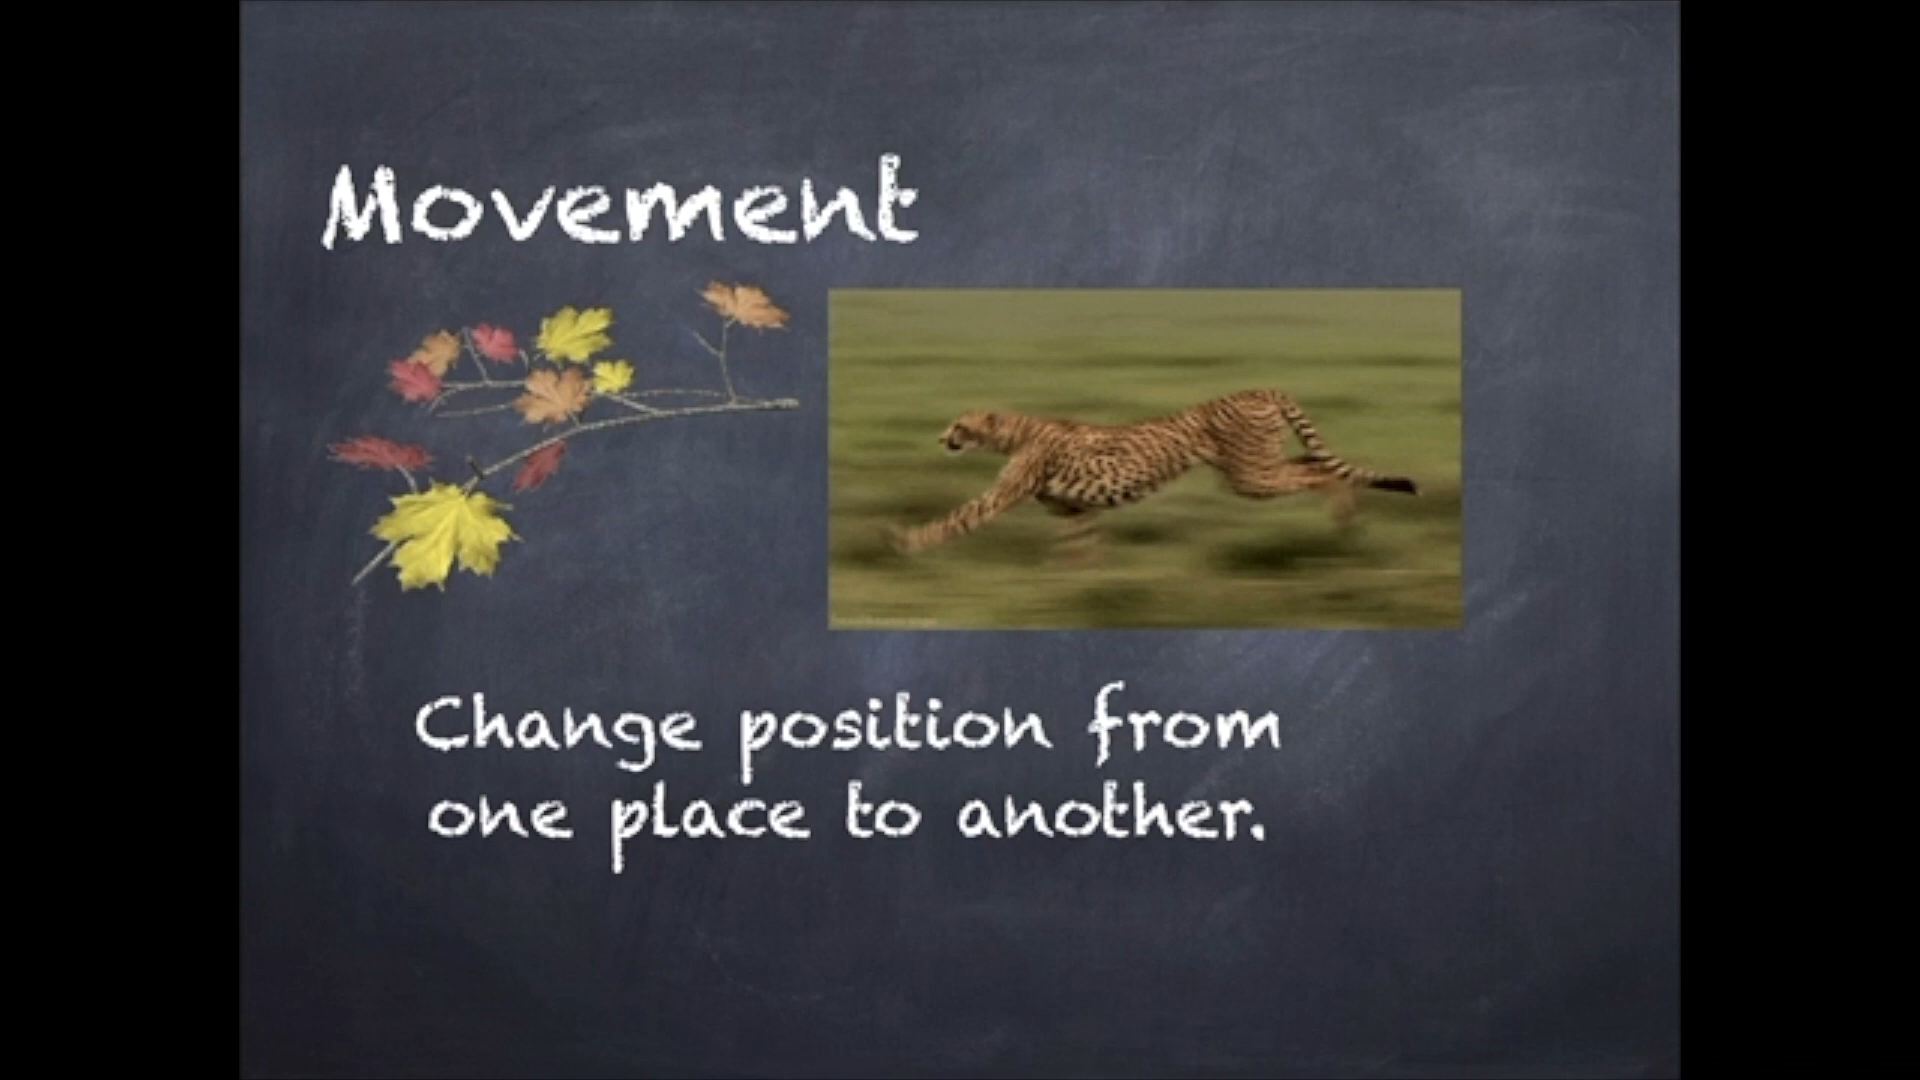 Movement
Change position from
one place to another.